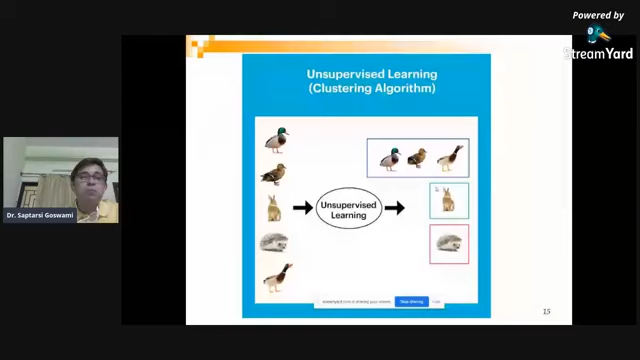 Powered by
StreamYard
Unsupervised Learning
(Clustering Algorithm)
Unsupervised
Learning
Dr. Saptarsi Goswami
Stop sharing
15